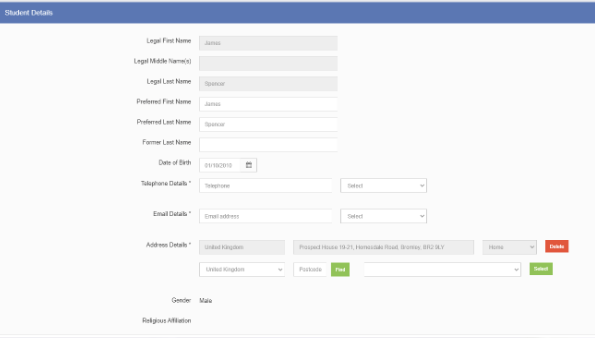 Student Details
Legal First Name James
Legal Middle Name(s)
Legal Last Name Spencer
Preferred First Name James
Preferred Last Name Spencer
Former Last Name
Date of Birth 01/10/2010
Telephone Details * Telephone Select
Email Details * Email address Select
Address Details * United Kingdom Prospect House 19-21, Homesdale Road, Bromley, BR2 9LY Home Delete
United Kingdom Postcode Find Select
Gender Male
Religious Affiliation